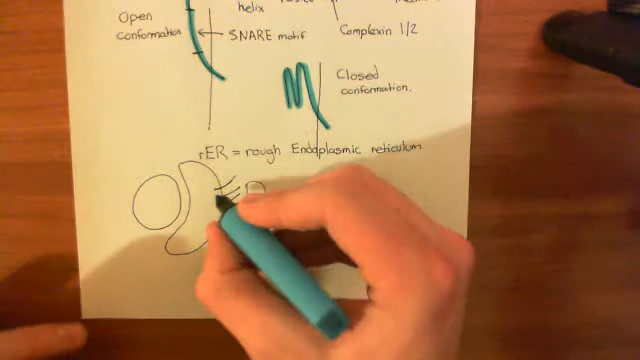 Open
conformation
helix
SNARE motif
Complexin 1/2
Closed
conformation.
rER = rough Endoplasmic reticulum